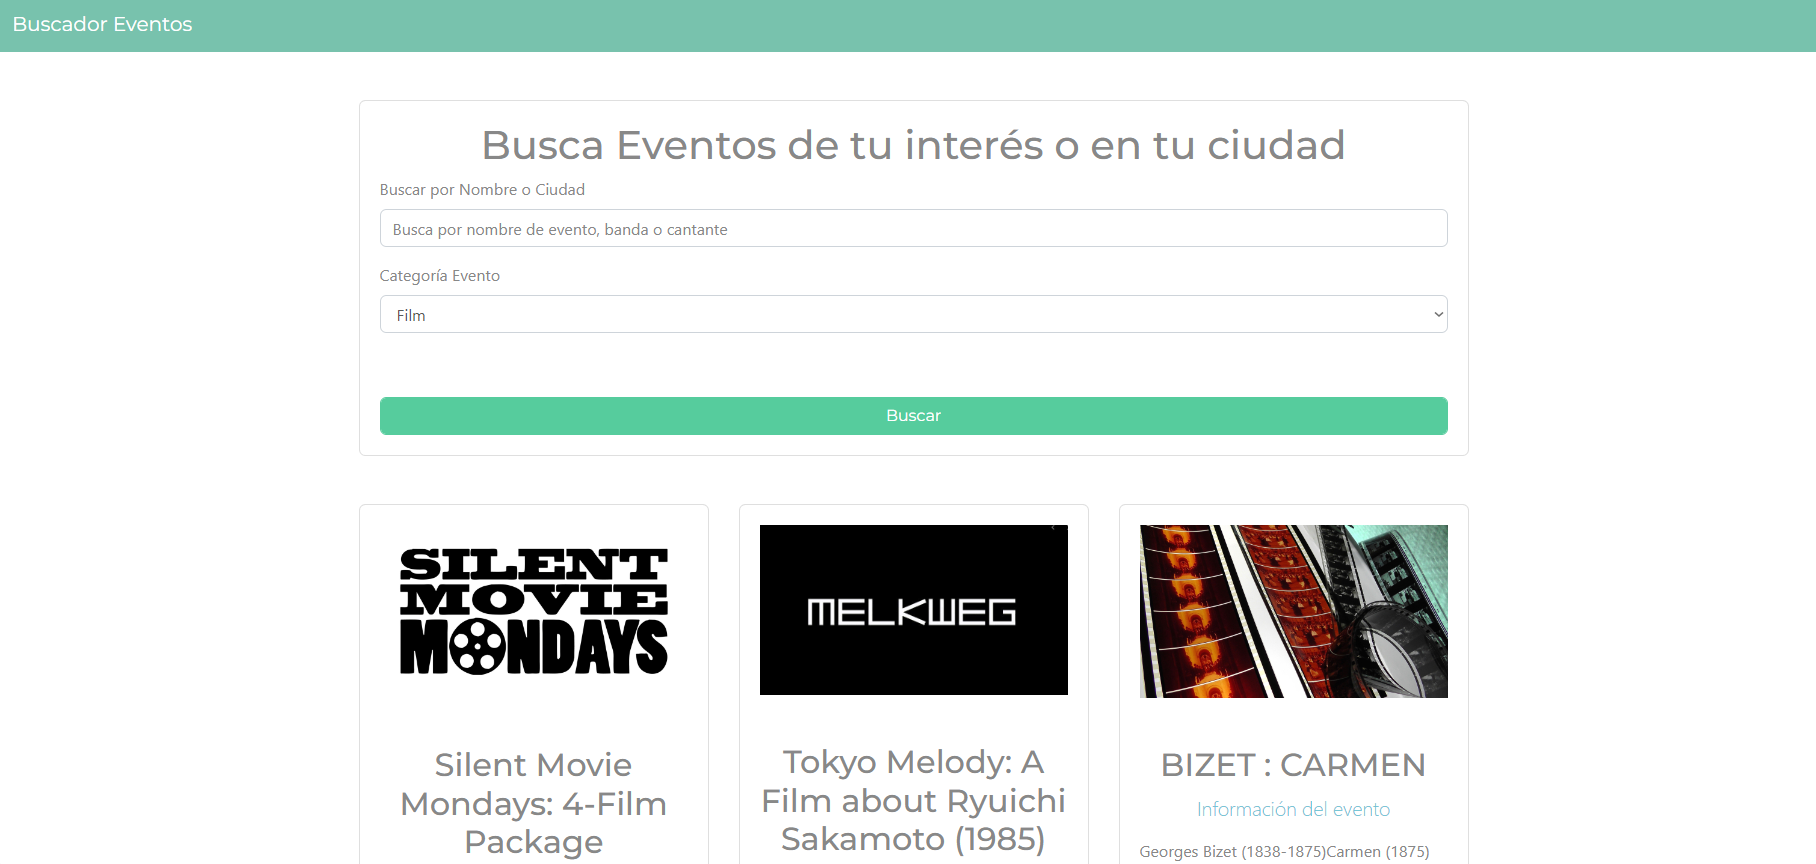 Buscador Eventos
Busca Eventos de tu interés o en tu ciudad
Buscar por Nombre o Ciudad
Busca por nombre de evento, banda o cantante
Categoría Evento
Film
Buscar
SILENT
MOVIE
MONDAYS
Silent Movie
Mondays: 4-Film
Package
MELKWEG
Tokyo Melody: A
Film about Ryuichi
Sakamoto (1985)
BIZET : CARMEN
Información del evento
Georges Bizet (1838-1875)Carmen (1875)